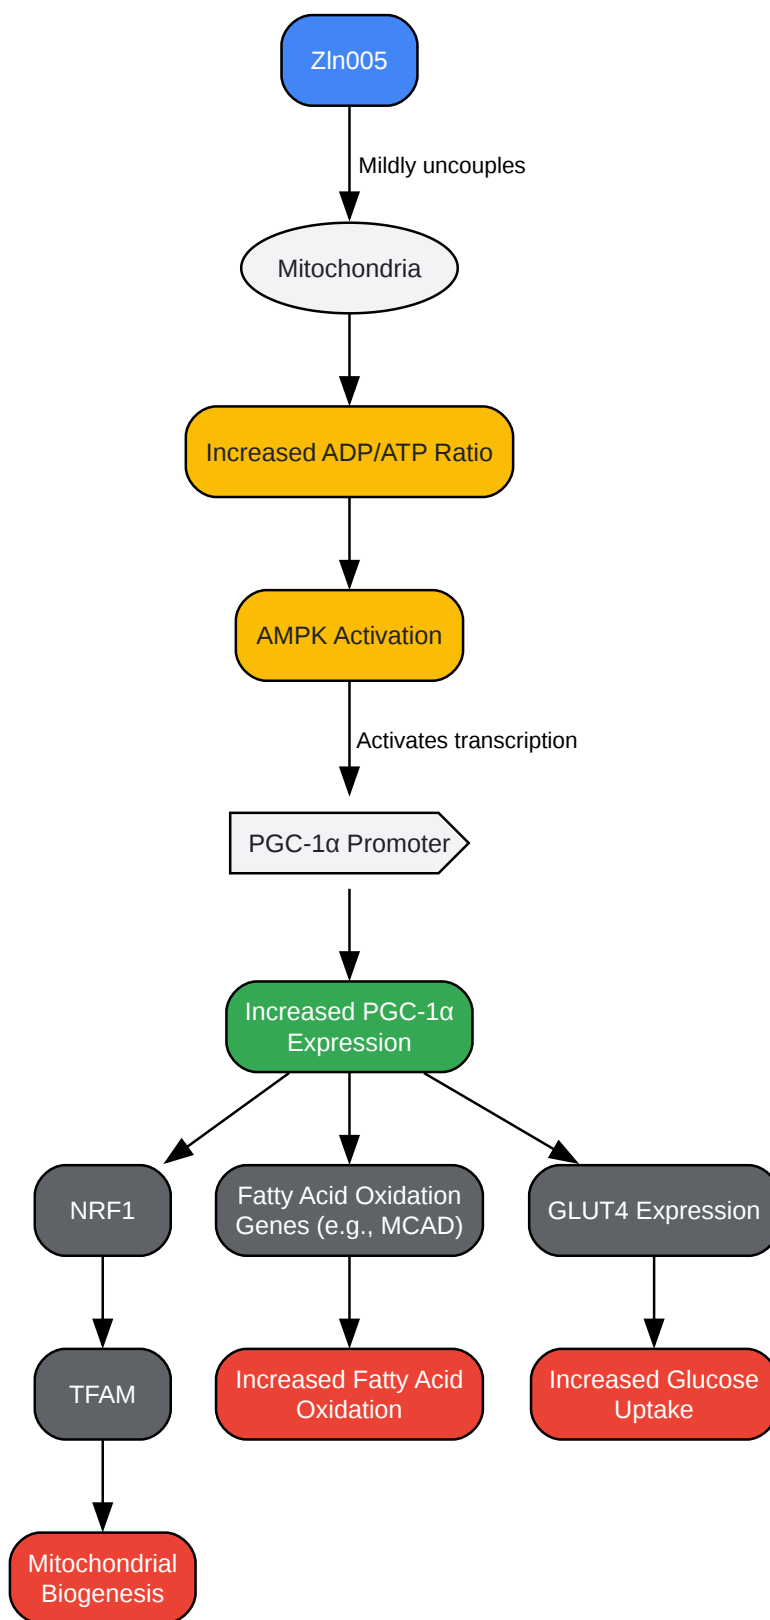 Zln005
Mildly uncouples
Mitochondria
Increased ADP/ATP Ratio
AMPK Activation
Activates transcription
PGC-1α Promoter
Increased PGC-1α
Expression
NRF1
Fatty Acid Oxidation
Genes (e.g., MCAD)
GLUT4 Expression
TFAM
Increased Fatty Acid
Oxidation
Increased Glucose
Uptake
Mitochondrial
Biogenesis